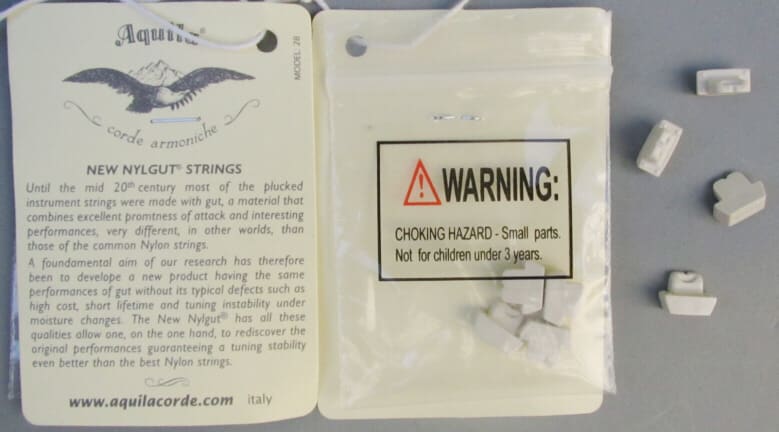 Aquila®
MODEL: 28
corde armoniche
NEW NYLGUT® STRINGS
Until the mid 20th century most of the plucked
instrument strings were made with gut, a material that
combines excellent promtness of attack and interesting
performances, very different, in other worlds, than
those of the common Nylon strings.
A foundamental aim of our research has therefore
been to develope a new product having the same
performances of gut without its typical defects such as
high cost, short lifetime and tuning instability under
moisture changes. The New Nylgut® has all these
qualities allow one, on the one hand, to rediscover the
original performances guaranteeing a tuning stability
even better than the best Nylon strings.
www.aquilacorde.com italy
WARNING:
CHOKING HAZARD - Small parts.
Not for children under 3 years.